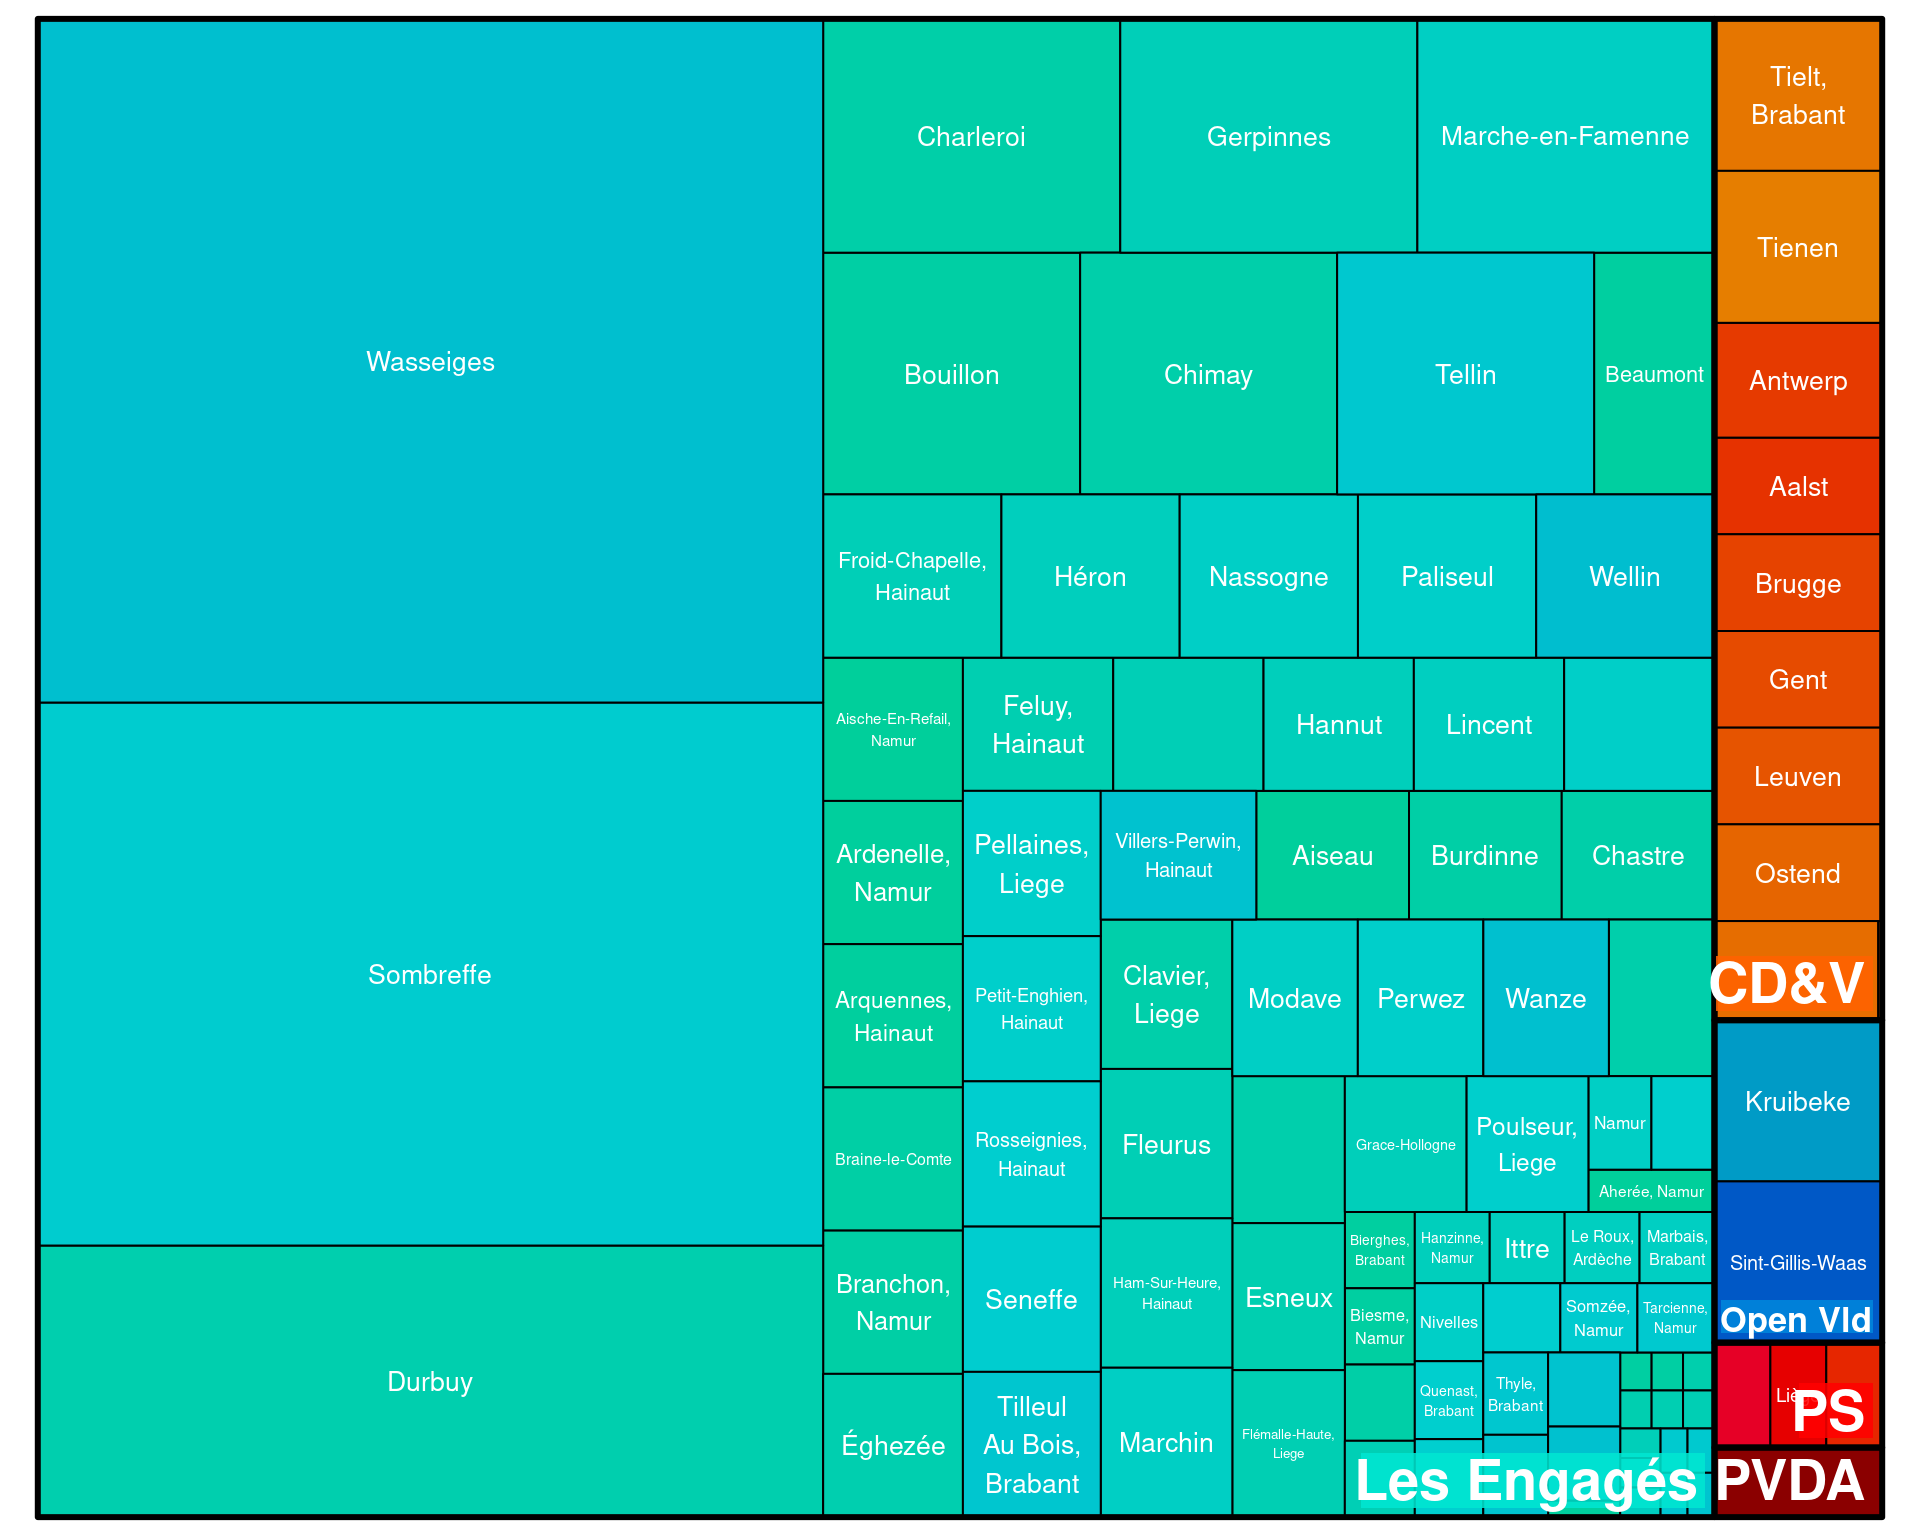 Wasseiges
Sombreffe
Durbuy
Charleroi
Gerpinnes
Marche-en-Famenne
Bouillon
Chimay
Tellin
Beaumont
Froid-Chapelle,
Hainaut
Héron
Nassogne
Paliseul
Wellin
Aische-En-Refail,
Namur
Ardenelle,
Namur
Arquennes,
Hainaut
Braine-le-Comte
Branchon,
Namur
Éghezée
Feluy,
Hainaut
Hannut
Lincent
Pellaines,
Liege
Petit-Enghien,
Hainaut
Rosseignies,
Hainaut
Seneffe
Tilleul
Au Bois,
Brabant
Villers-Perwin,
Hainaut
Aiseau
Burdinne
Chastre
Clavier,
Liege
Fleurus
Ham-Sur-Heure,
Hainaut
Marchin
Modave
Perwez
Wanze
Esneux
Flémalle-Haute,
Liege
Grace-Hollogne
Poulseur,
Liege
Namur
Aherée, Namur
Bierghes,
Brabant
Biesme,
Namur
Hanzinne,
Namur
Ittre
Le Roux,
Ardèche
Marbais,
Brabant
Nivelles
Somzée,
Namur
Tarcienne,
Namur
Quenast,
Brabant
Thyle,
Brabant
Les Engagés
Tielt,
Brabant
Tienen
Antwerp
Aalst
Brugge
Gent
Leuven
Ostend
CD&V
Kruibeke
Sint-Gillis-Waas
Open Vld
PS
PVDA